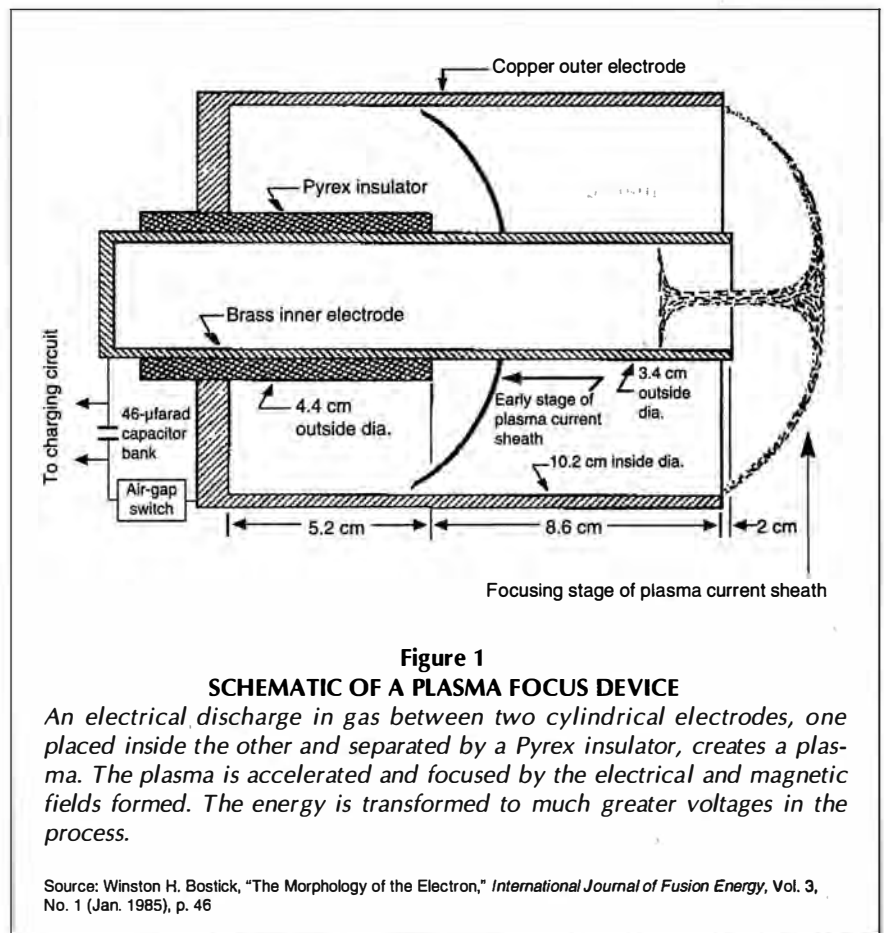 Copper outer electrode
Pyrex insulator
Brass inner electrode
To charging circuit
46-µfarad
capacitor
bank
Air-gap
switch
4.4 cm
outside dia.
Early stage of
plasma current
sheath
3.4 cm
outside
dia.
10.2 cm inside dia.
5.2 cm
8.6 cm
2 cm
Focusing stage of plasma current sheath
Figure 1
SCHEMATIC OF A PLASMA FOCUS DEVICE
An electrical discharge in gas between two cylindrical electrodes, one
placed inside the other and separated by a Pyrex insulator, creates a plas-
ma. The plasma is accelerated and focused by the electrical and magnetic
fields formed. The energy is transformed to much greater voltages in the
process.
Source: Winston H. Bostick, "The Morphology of the Electron," International Journal of Fusion Energy, Vol. 3,
No. 1 (Jan. 1985), p. 46